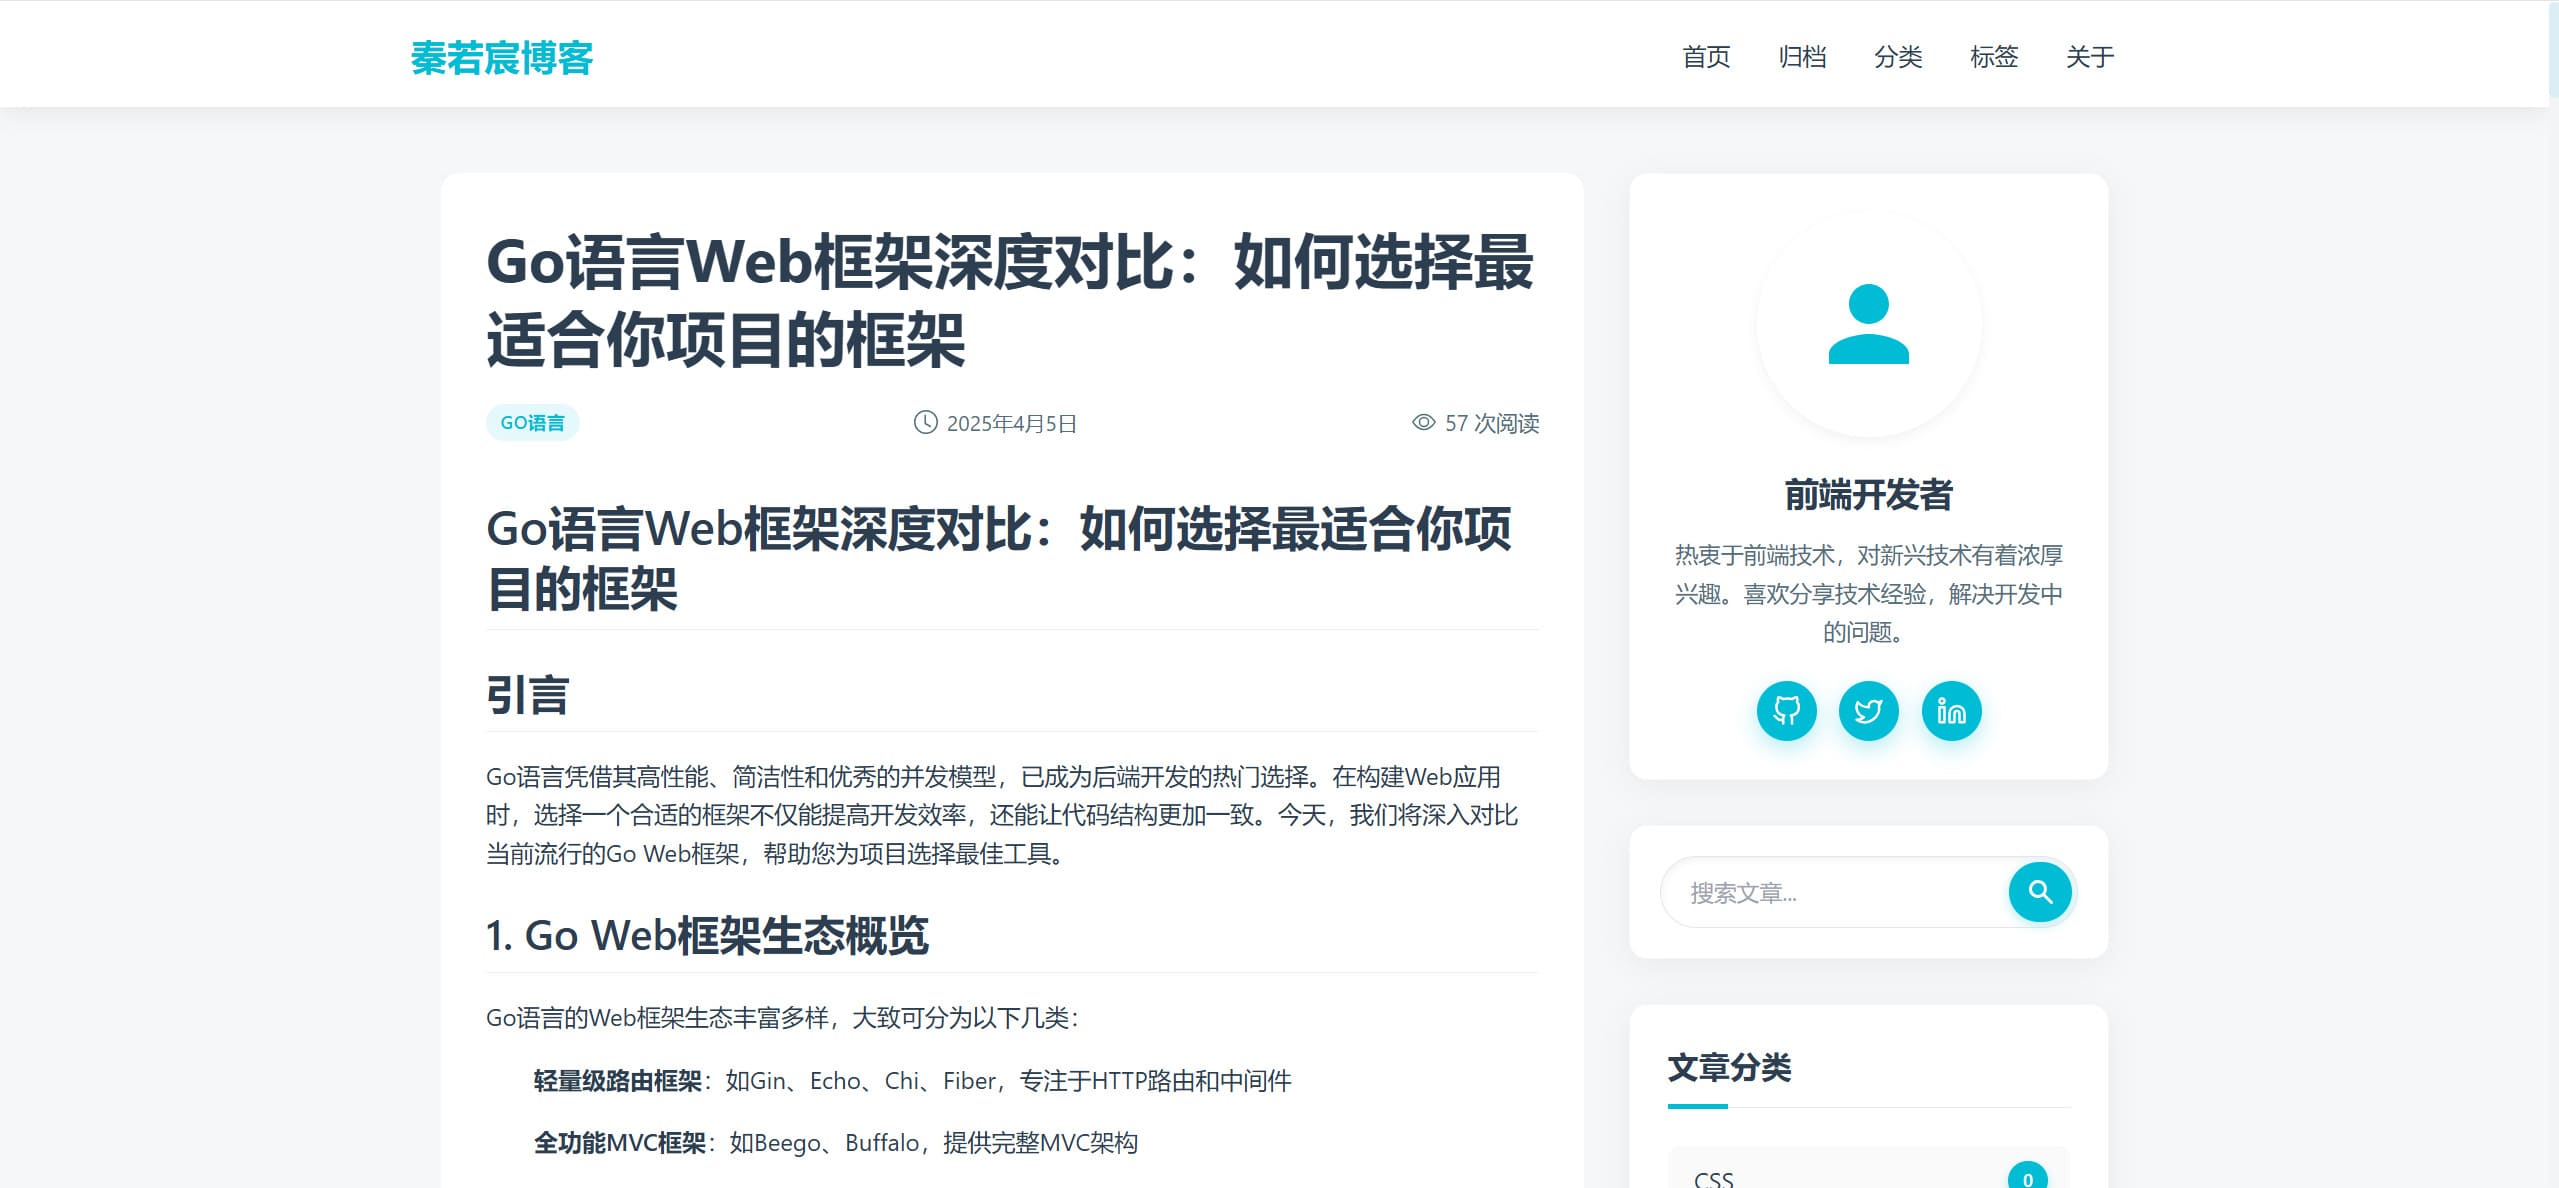 秦若宸博客
首页 归档 分类 标签 关于
Go语言Web框架深度对比：如何选择最
适合你项目的框架
GO语言 2025年4月5日 57 次阅读
Go语言Web框架深度对比：如何选择最适合你项
目的框架
引言
Go语言凭借其高性能、简洁性和优秀的并发模型，已成为后端开发的热门选择。在构建Web应用
时，选择一个合适的框架不仅能提高开发效率，还能让代码结构更加一致。今天，我们将深入对比
当前流行的Go Web框架，帮助您为项目选择最佳工具。
1. Go Web框架生态概览
Go语言的Web框架生态丰富多样，大致可分为以下几类：
轻量级路由框架：如Gin、Echo、Chi、Fiber，专注于HTTP路由和中间件
全功能MVC框架：如Beego、Buffalo，提供完整MVC架构
前端开发者
热衷于前端技术，对新兴技术有着浓厚
兴趣。喜欢分享技术经验，解决开发中
的问题。
搜索文章...
文章分类
CSS 0